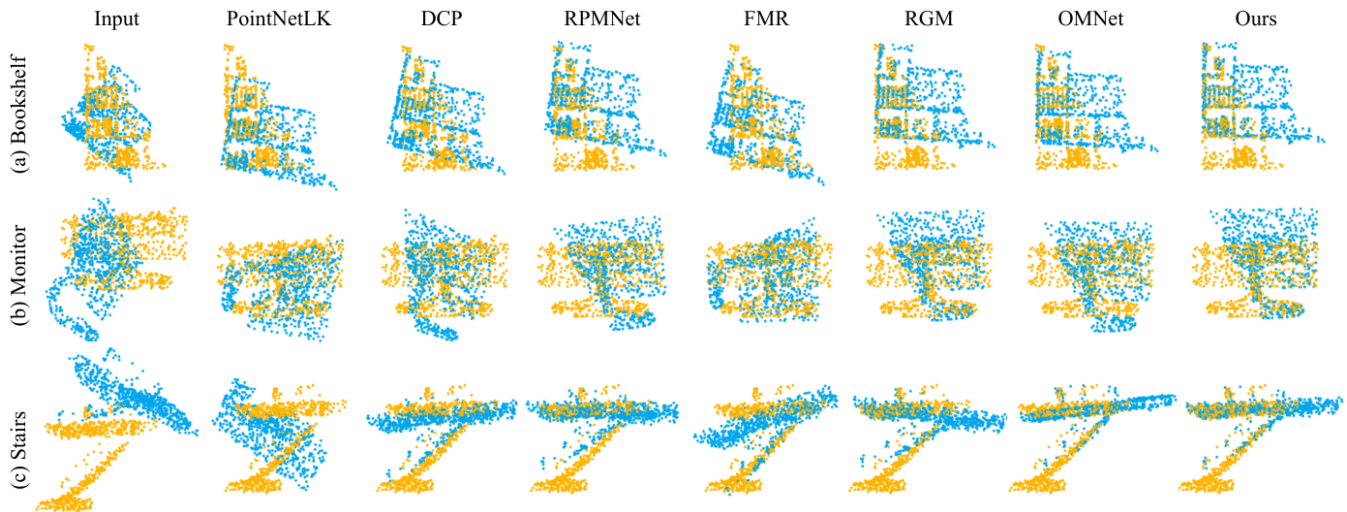 Input PointNetLK DCP RPMNet FMR RGM OMNet Ours
(a) Bookshelf
(b) Monitor
(c) Stairs